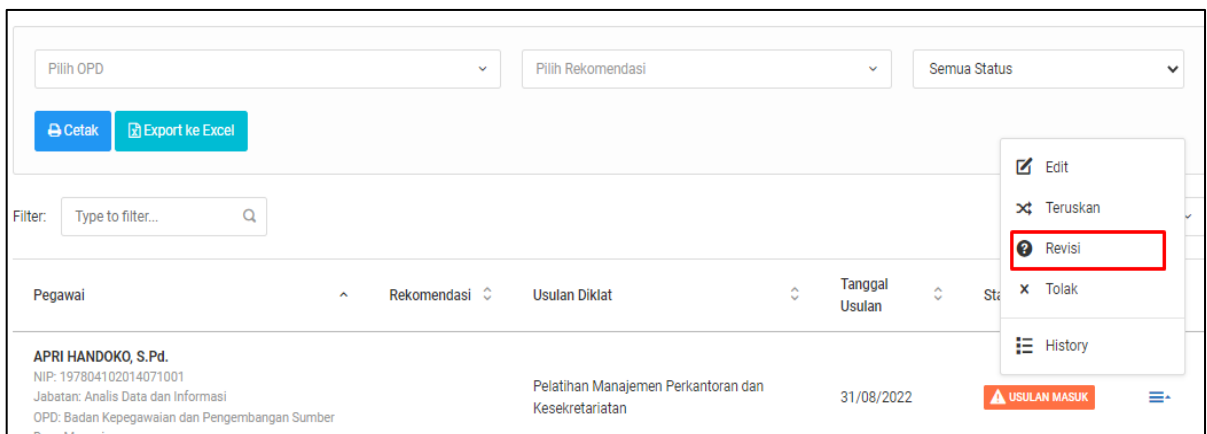 Pilih OPD
Pilih Rekomendasi
Semua Status
Cetak
Export ke Excel
Edit
Teruskan
Revisi
Tolak
History
Filter:
Type to filter...
Pegawai
Rekomendasi
Usulan Diklat
Tanggal
Usulan
Sta
APRI HANDOKO, S.Pd.
NIP: 197804102014071001
Jabatan: Analis Data dan Informasi
OPD: Badan Kepegawaian dan Pengembangan Sumber
Pelatihan Manajemen Perkantoran dan
Kesekretariatan
31/08/2022
USULAN MASUK